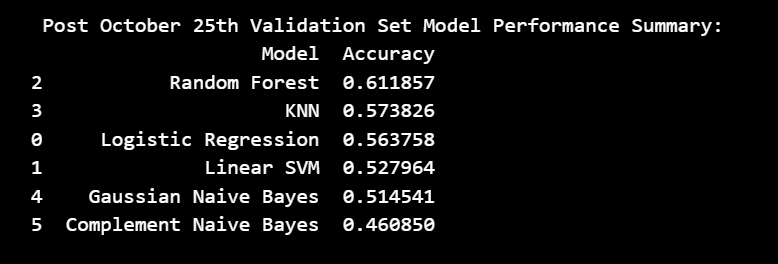 Post October 25th Validation Set Model Performance Summary:
Model Accuracy
2 Random Forest 0.611857
3 KNN 0.573826
0 Logistic Regression 0.563758
1 Linear SVM 0.527964
4 Gaussian Naive Bayes 0.514541
5 Complement Naive Bayes 0.460850